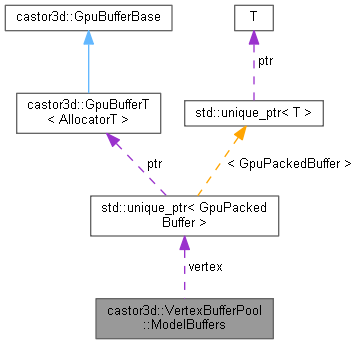 castor3d::GpuBufferBase
T
ptr
castor3d::GpuBufferT
< AllocatorT >
std::unique_ptr< T >
ptr
< GpuPackedBuffer >
std::unique_ptr< GpuPacked
Buffer >
vertex
castor3d::VertexBufferPool
::ModelBuffers